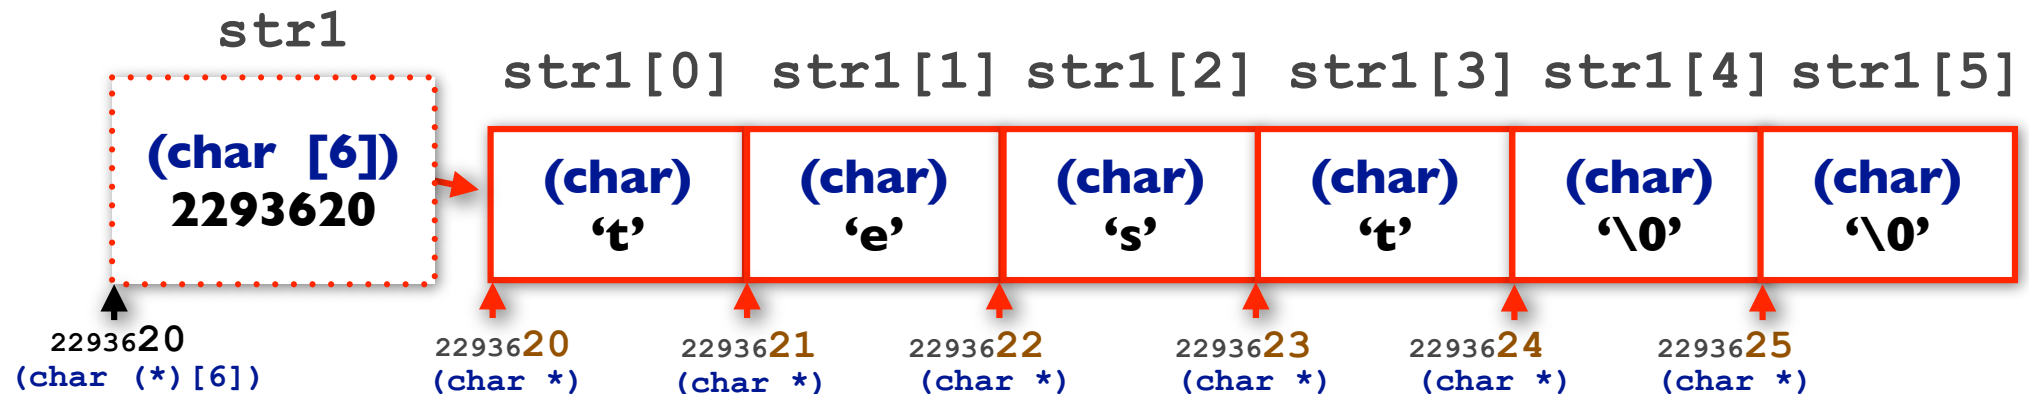 str1
str1[0] str1[1] str1[2] str1[3] str1[4] str1[5]
(char [6])
2293620
(char) (char) (char) (char) (char) (char)
‘t’ ‘e’ ‘s’ ‘t’ ‘\0’ ‘\0’
2293620 2293620 2293621 2293622 2293623 2293624 2293625
(char (*)[6]) (char *) (char *) (char *) (char *) (char *) (char *)